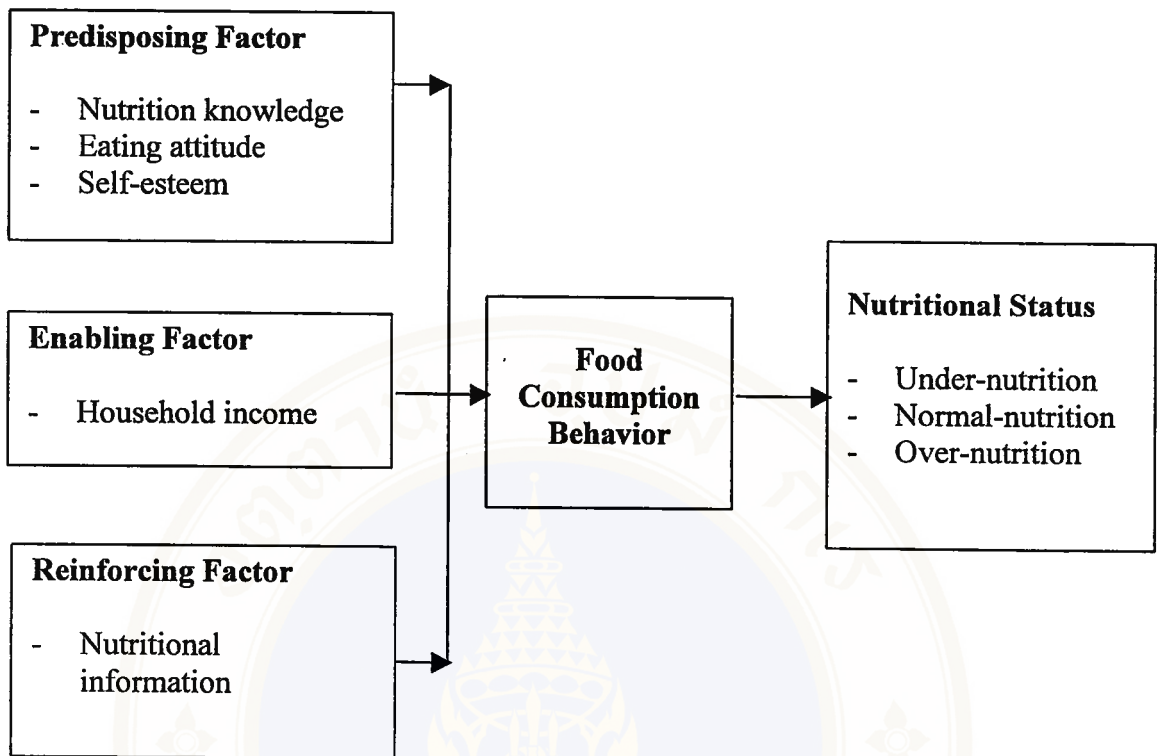 Predisposing Factor
- Nutrition knowledge
- Eating attitude
- Self-esteem
Enabling Factor
- Household income
Reinforcing Factor
- Nutritional
information
Food
Consumption
Behavior
Nutritional Status
- Under-nutrition
- Normal-nutrition
- Over-nutrition